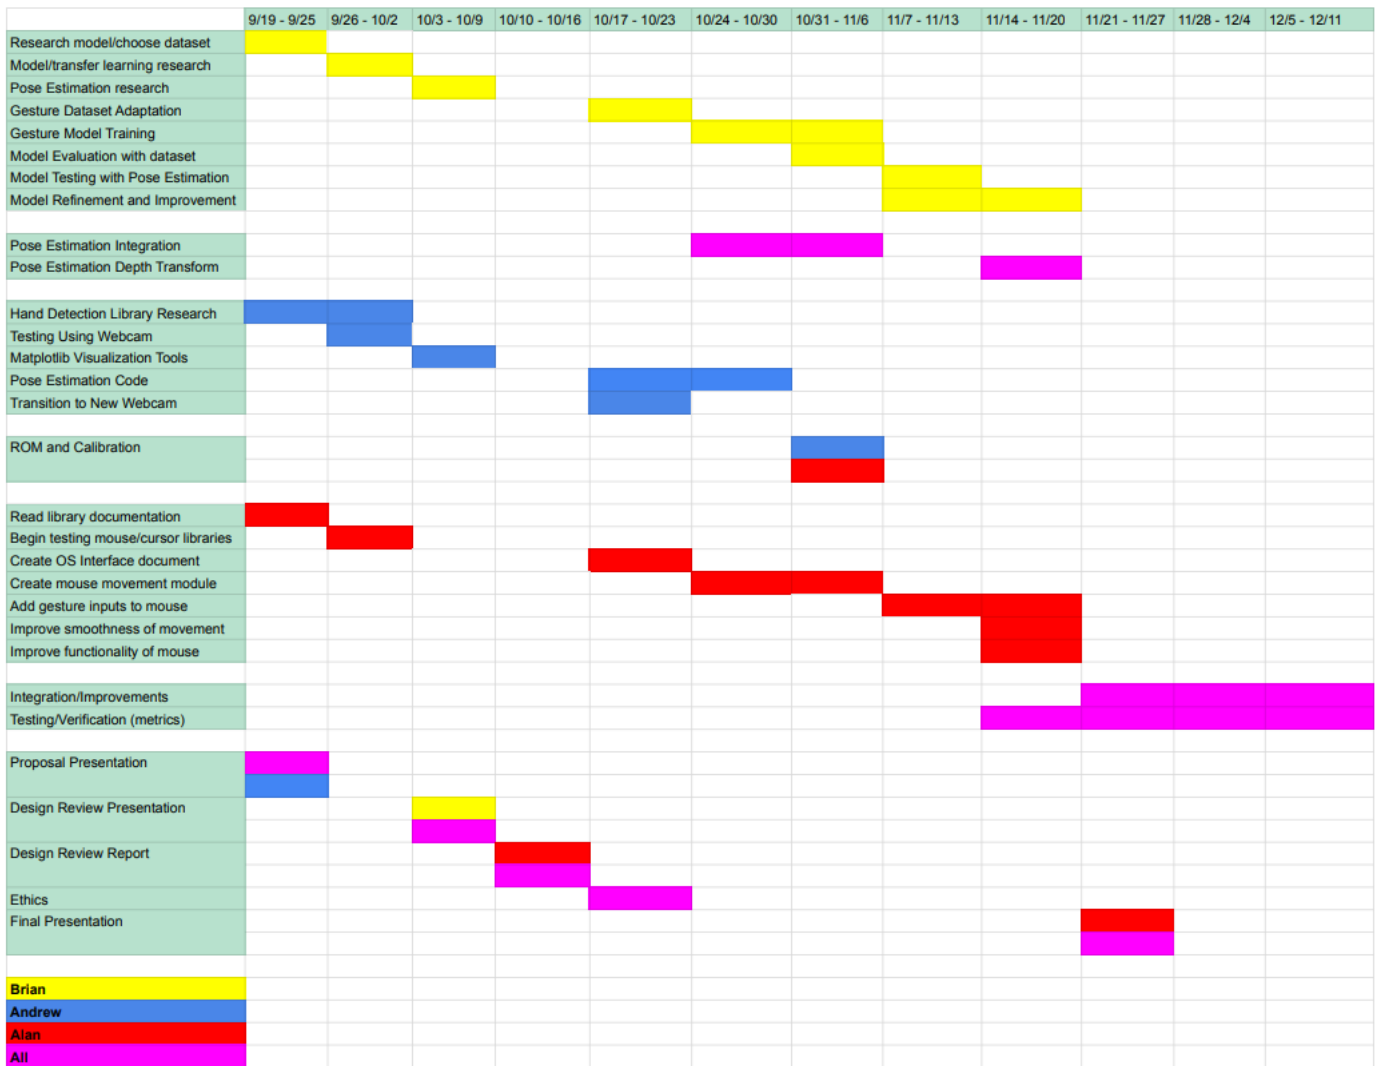 9/19 - 9/25 9/26 - 10/2 10/3 - 10/9 10/10 - 10/16 10/17 - 10/23 10/24 - 10/30 10/31 - 11/6 11/7 - 11/13 11/14 - 11/20 11/21 - 11/27 11/28 - 12/4 12/5 - 12/11
Research model/choose dataset
Model/transfer learning research
Pose Estimation research
Gesture Dataset Adaptation
Gesture Model Training
Model Evaluation with dataset
Model Testing with Pose Estimation
Model Refinement and Improvement
Pose Estimation Integration
Pose Estimation Depth Transform
Hand Detection Library Research
Testing Using Webcam
Matplotlib Visualization Tools
Pose Estimation Code
Transition to New Webcam
ROM and Calibration
Read library documentation
Begin testing mouse/cursor libraries
Create OS Interface document
Create mouse movement module
Add gesture inputs to mouse
Improve smoothness of movement
Improve functionality of mouse
Integration/Improvements
Testing/Verification (metrics)
Proposal Presentation
Design Review Presentation
Design Review Report
Ethics
Final Presentation
Brian
Andrew
Alan
All